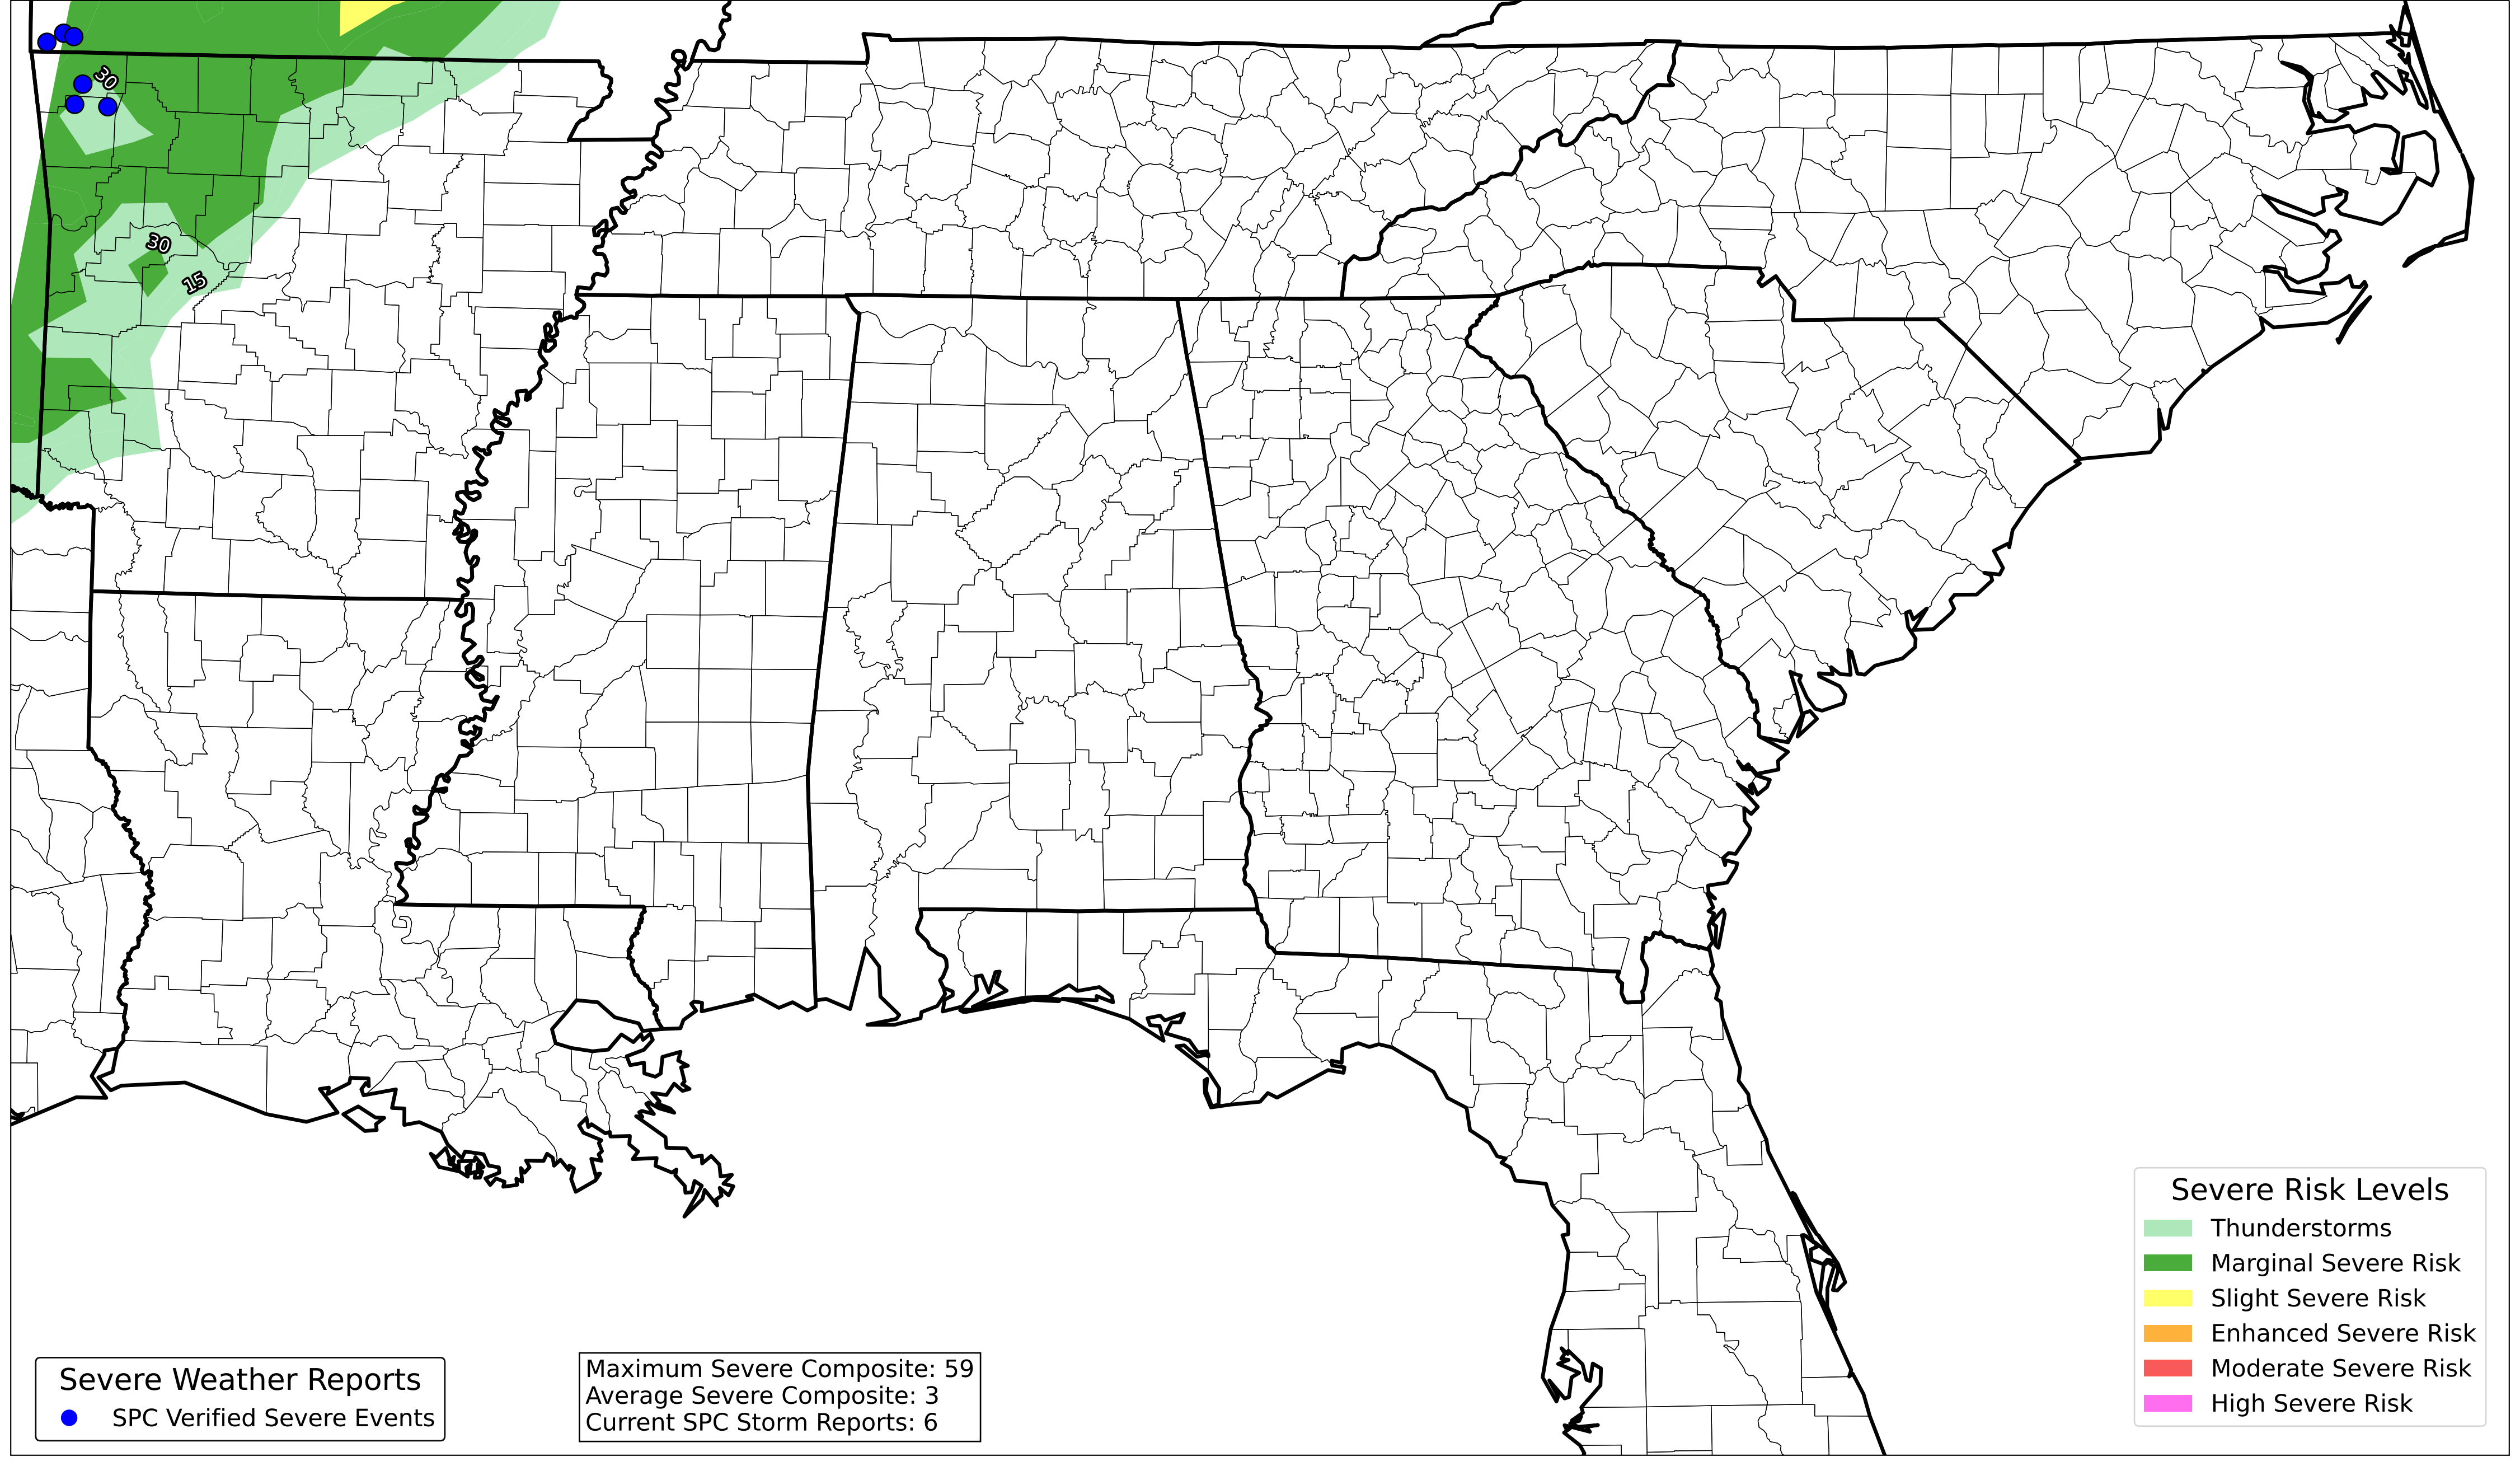 30
30
15
Severe Risk Levels
Thunderstorms
Marginal Severe Risk
Slight Severe Risk
Enhanced Severe Risk
Moderate Severe Risk
High Severe Risk
Severe Weather Reports
SPC Verified Severe Events
Maximum Severe Composite: 59
Average Severe Composite: 3
Current SPC Storm Reports: 6